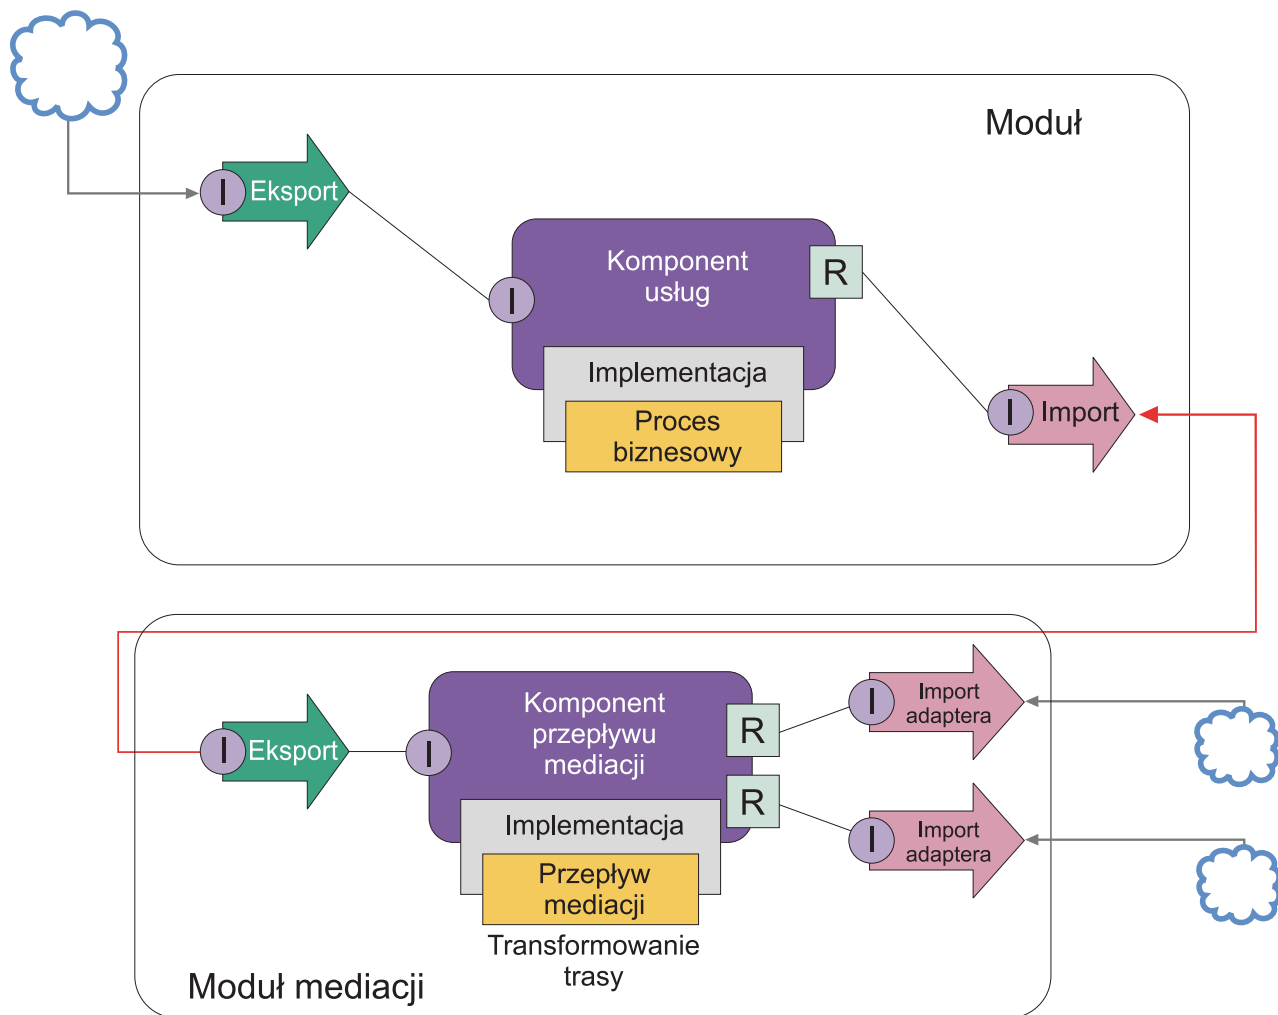 Moduł
I
Eksport
Komponent
usług
R
I
Implementacja
Proces
biznesowy
I
Import
Komponent
przepływu
mediacji
R
R
I
Import
adaptera
I
Eksport
I
Implementacja
Przepływ
mediacji
I
Import
adaptera
Transformowanie
trasy
Moduł mediacji